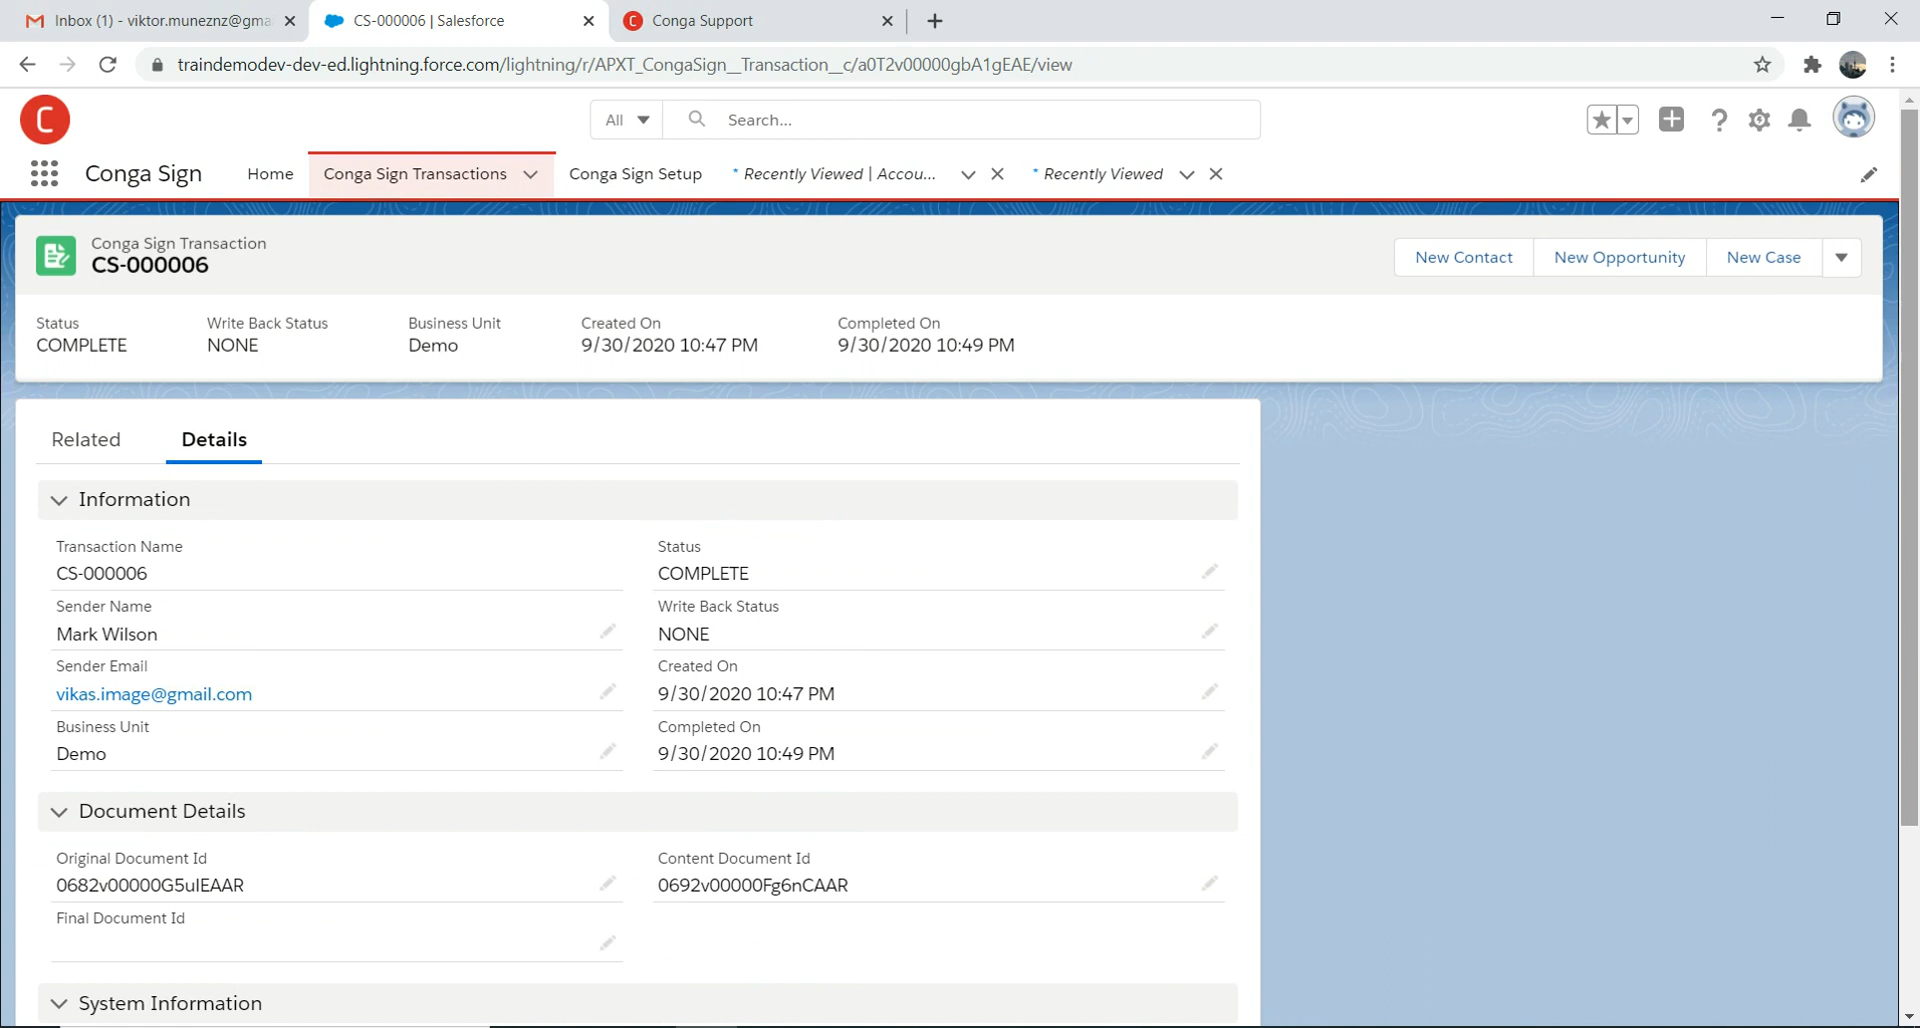 Inbox (1) - viktor.muneznz@gma
CS-000006 | Salesforce
Conga Support
traindemodev-dev-ed.lightning.force.com/lightning/r/APXT_CongaSign__Transaction__c/a0T2v00000gbA1gEAE/view
C
All
Search...
Conga Sign
Home
Conga Sign Transactions
Conga Sign Setup
* Recently Viewed | Accou...
* Recently Viewed
Conga Sign Transaction
CS-000006
New Contact
New Opportunity
New Case
Status
Write Back Status
Business Unit
Created On
Completed On
COMPLETE
NONE
Demo
9/30/2020 10:47 PM
9/30/2020 10:49 PM
Related
Details
Information
Transaction Name
Status
CS-000006
COMPLETE
Sender Name
Write Back Status
Mark Wilson
NONE
Sender Email
Created On
vikas.image@gmail.com
9/30/2020 10:47 PM
Business Unit
Completed On
Demo
9/30/2020 10:49 PM
Document Details
Original Document Id
Content Document Id
0682v00000G5uIEAAR
0692v00000Fg6nCAAR
Final Document Id
System Information